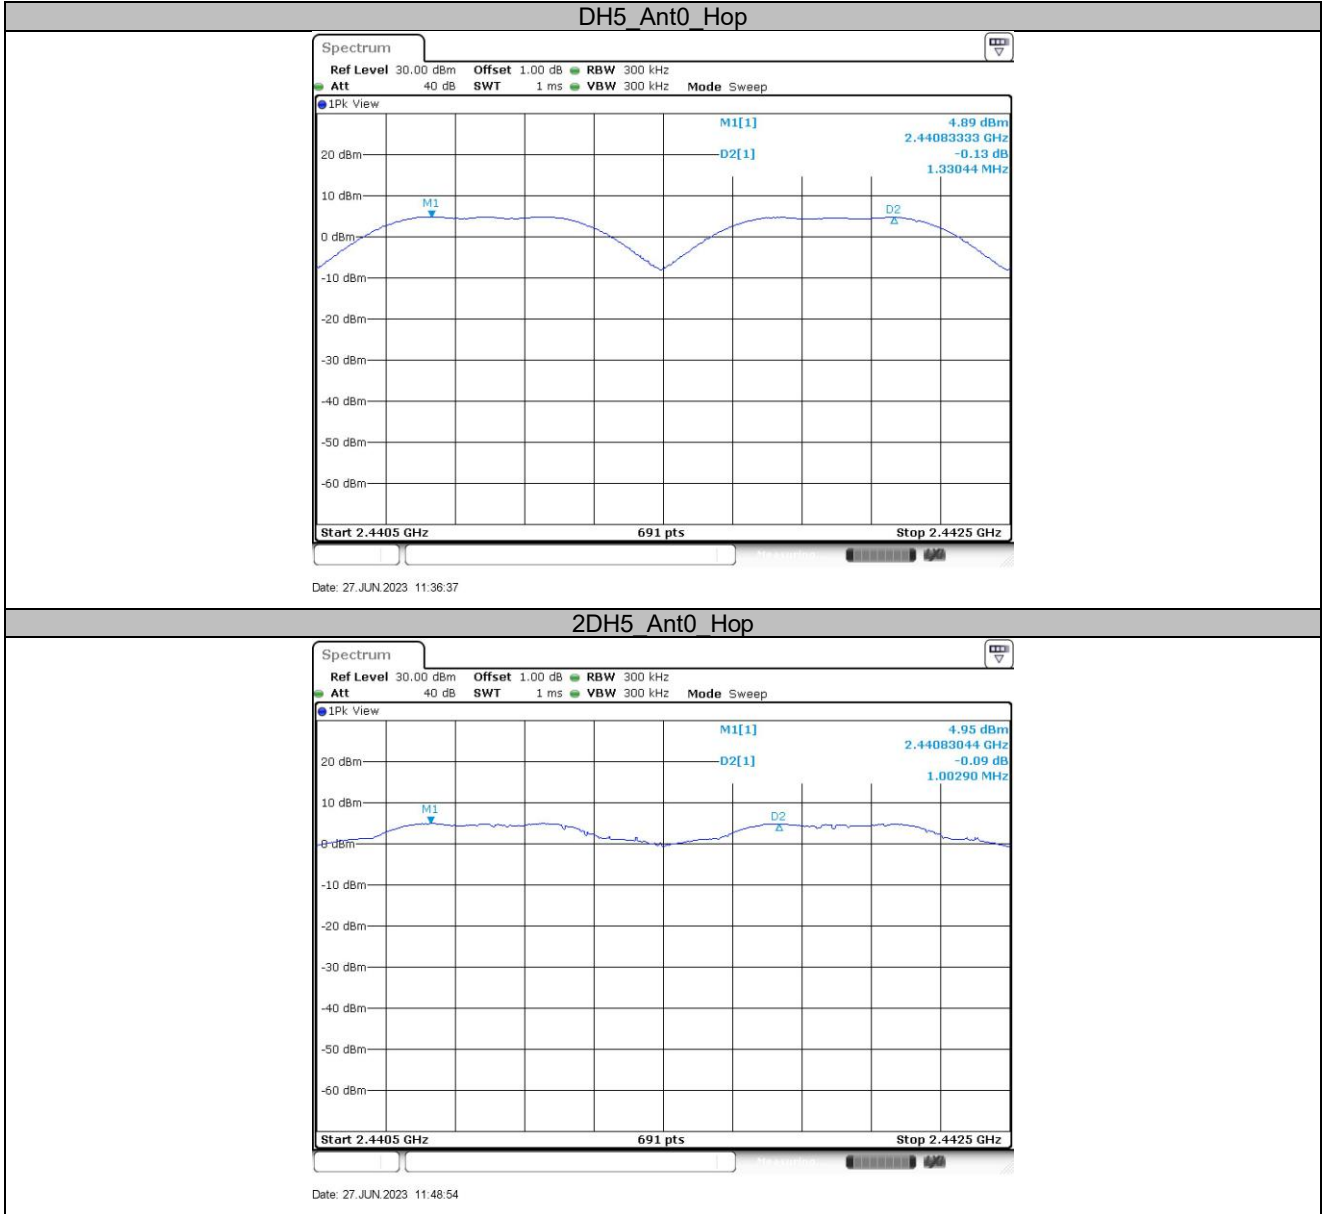 DH5_Ant0_Hop
Spectrum
Ref Level 30.00 dBm Offset 1.00 dB RBW 300 kHz
Att 40 dB SWT 1 ms VBW 300 kHz Mode Sweep
1Pk View
M1[1] 4.89 dBm
2.44083333 GHz
20 dBm D2[1] -0.13 dB
1.33044 MHz
10 dBm
M1
D2
0 dBm
-10 dBm
-20 dBm
-30 dBm
-40 dBm
-50 dBm
-60 dBm
Start 2.4405 GHz 691 pts Stop 2.4425 GHz
Measuring...
Date: 27.JUN.2023 11:36:37
2DH5_Ant0_Hop
Spectrum
Ref Level 30.00 dBm Offset 1.00 dB RBW 300 kHz
Att 40 dB SWT 1 ms VBW 300 kHz Mode Sweep
1Pk View
M1[1] 4.95 dBm
2.44083044 GHz
20 dBm D2[1] -0.09 dB
1.00290 MHz
10 dBm
M1
D2
0 dBm
-10 dBm
-20 dBm
-30 dBm
-40 dBm
-50 dBm
-60 dBm
Start 2.4405 GHz 691 pts Stop 2.4425 GHz
Measuring...
Date: 27.JUN.2023 11:48:54